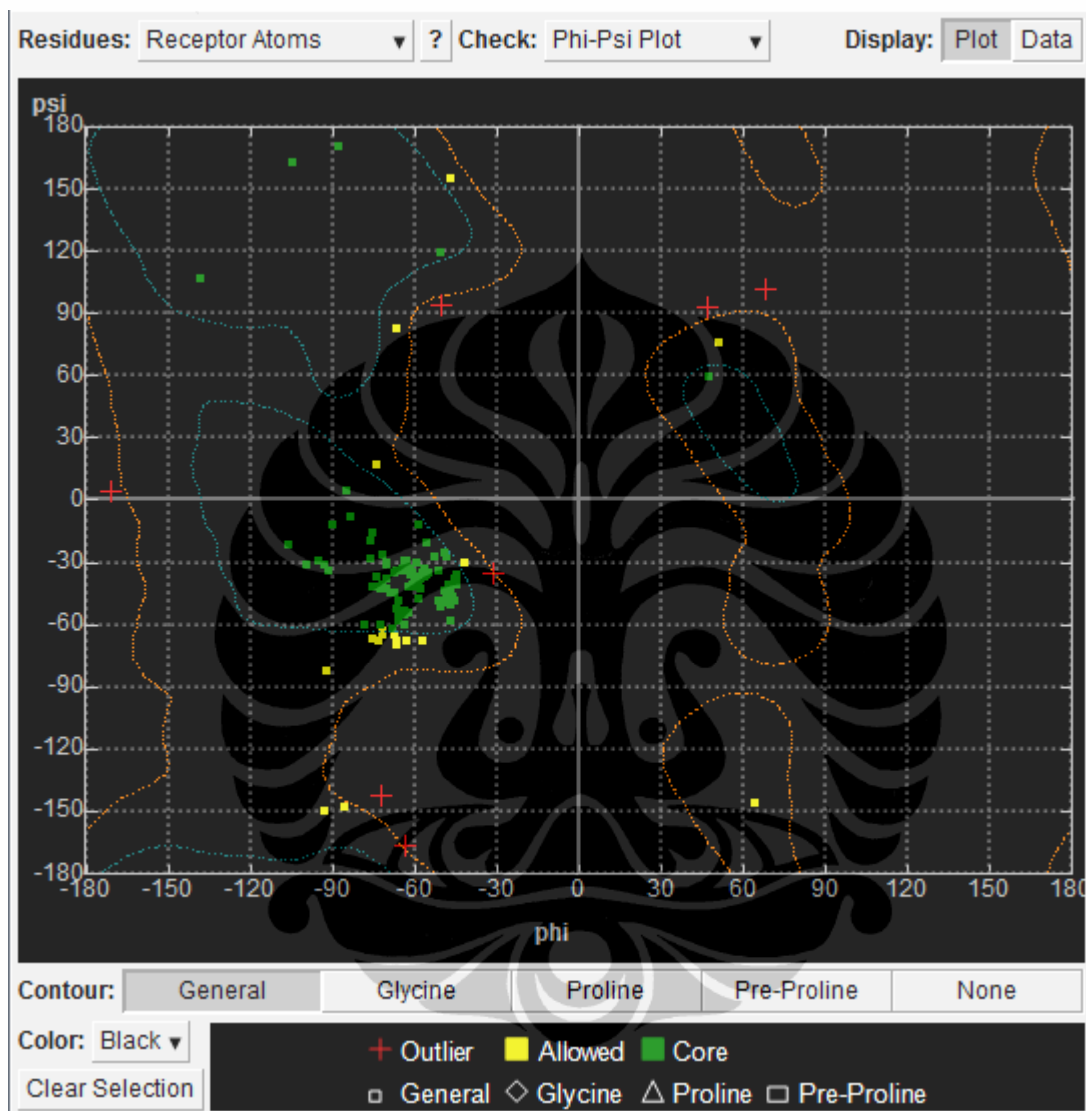 Residues: Receptor Atoms ▼ ? Check: Phi-Psi Plot ▼ Display: Plot Data
psi
180
150
120
90
60
30
0
-30
-60
-90
-120
-150
-180
-180 -150 -120 -90 -60 -30 0 30 60 90 120 150 180
phi
Contour: General Glycine Proline Pre-Proline None
Color: Black ▼
Outlier Allowed Core
Clear Selection
General Glycine Proline Pre-Proline